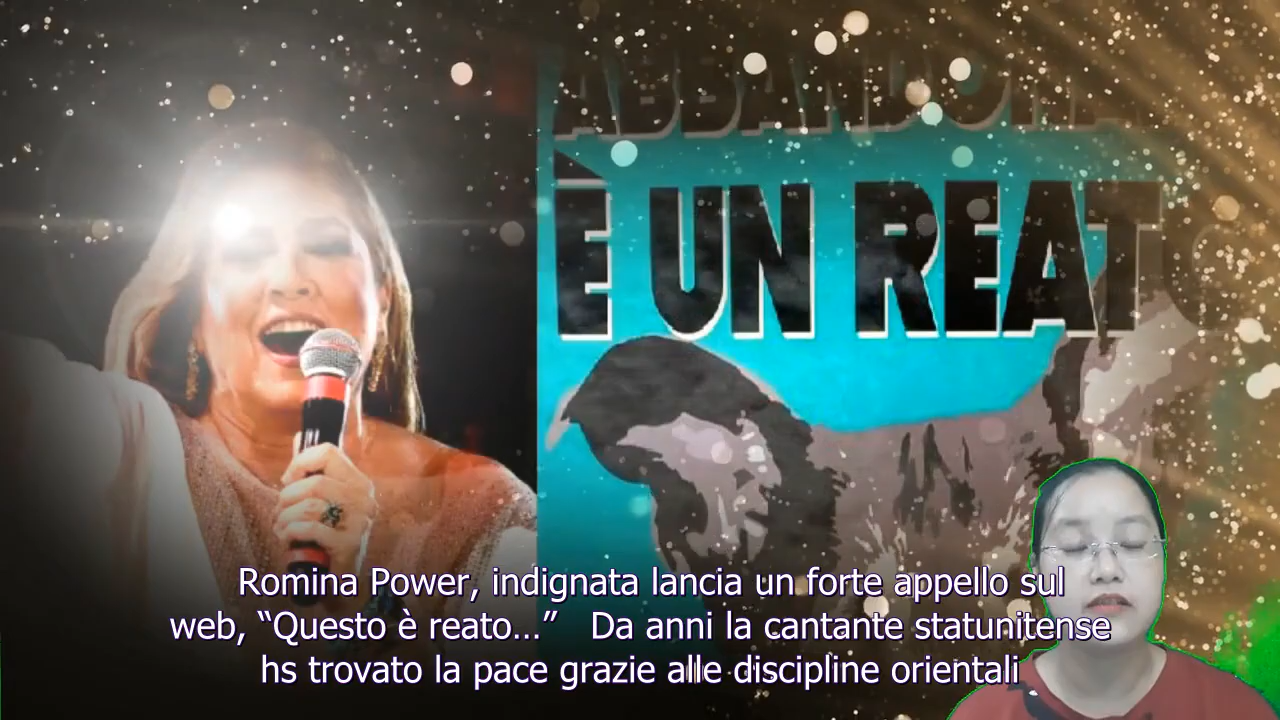 ABBANDONA
È UN REAT
Romina Power, indignata lancia un forte appello sul
web, “Questo è reato...” Da anni la cantante statunitense
hs trovato la pace grazie alle discipline orientali